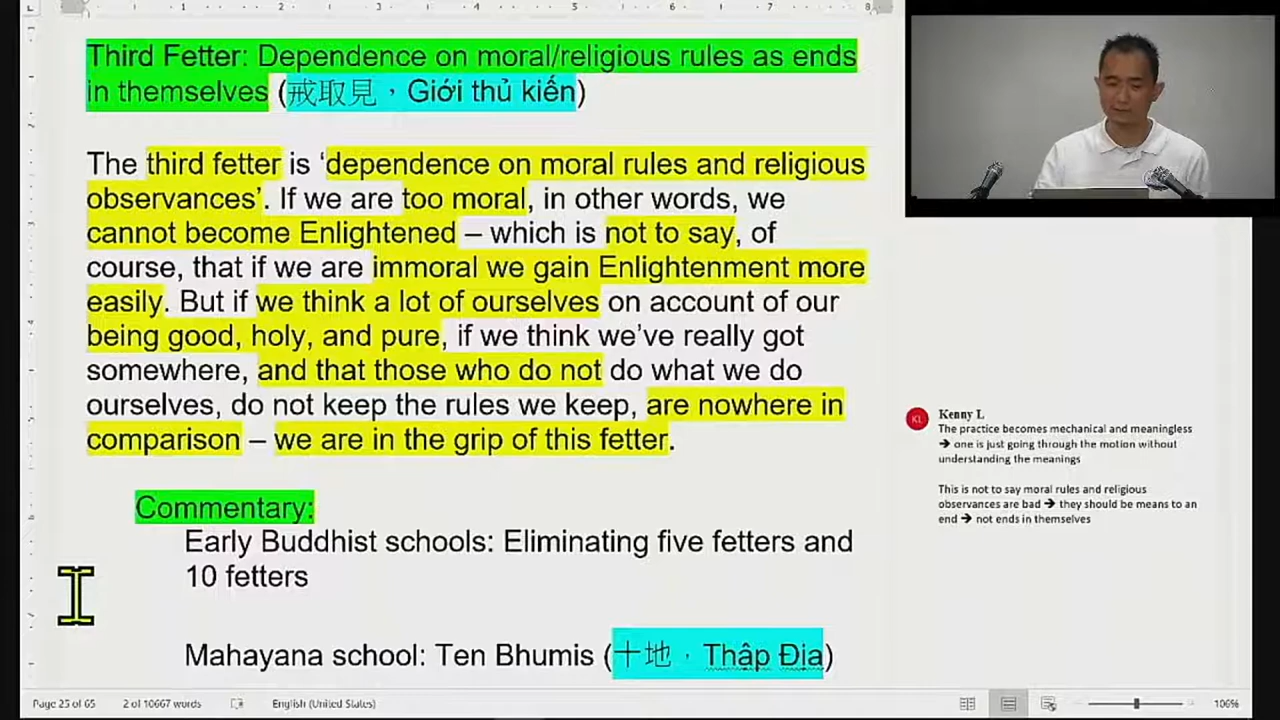 Third Fetter: Dependence on moral/religious rules as ends
in themselves (戒取見，Giới thủ kiến)
The third fetter is ‘dependence on moral rules and religious
observances’. If we are too moral, in other words, we
cannot become Enlightened – which is not to say, of
course, that if we are immoral we gain Enlightenment more
easily. But if we think a lot of ourselves on account of our
being good, holy, and pure, if we think we’ve really got
somewhere, and that those who do not do what we do
ourselves, do not keep the rules we keep, are nowhere in
comparison – we are in the grip of this fetter.
Commentary:
Early Buddhist schools: Eliminating five fetters and
10 fetters
Mahayana school: Ten Bhumis (十地，Thập Địa)
KL
Kenny L
The practice becomes mechanical and meaningless
➔ one is just going through the motion without
understanding the meanings
This is not to say moral rules and religious
observances are bad ➔ they should be means to an
end ➔ not ends in themselves
1 2 3 4 5 6 7 8
Page 25 of 65 2 of 10667 words English (United States) 106%